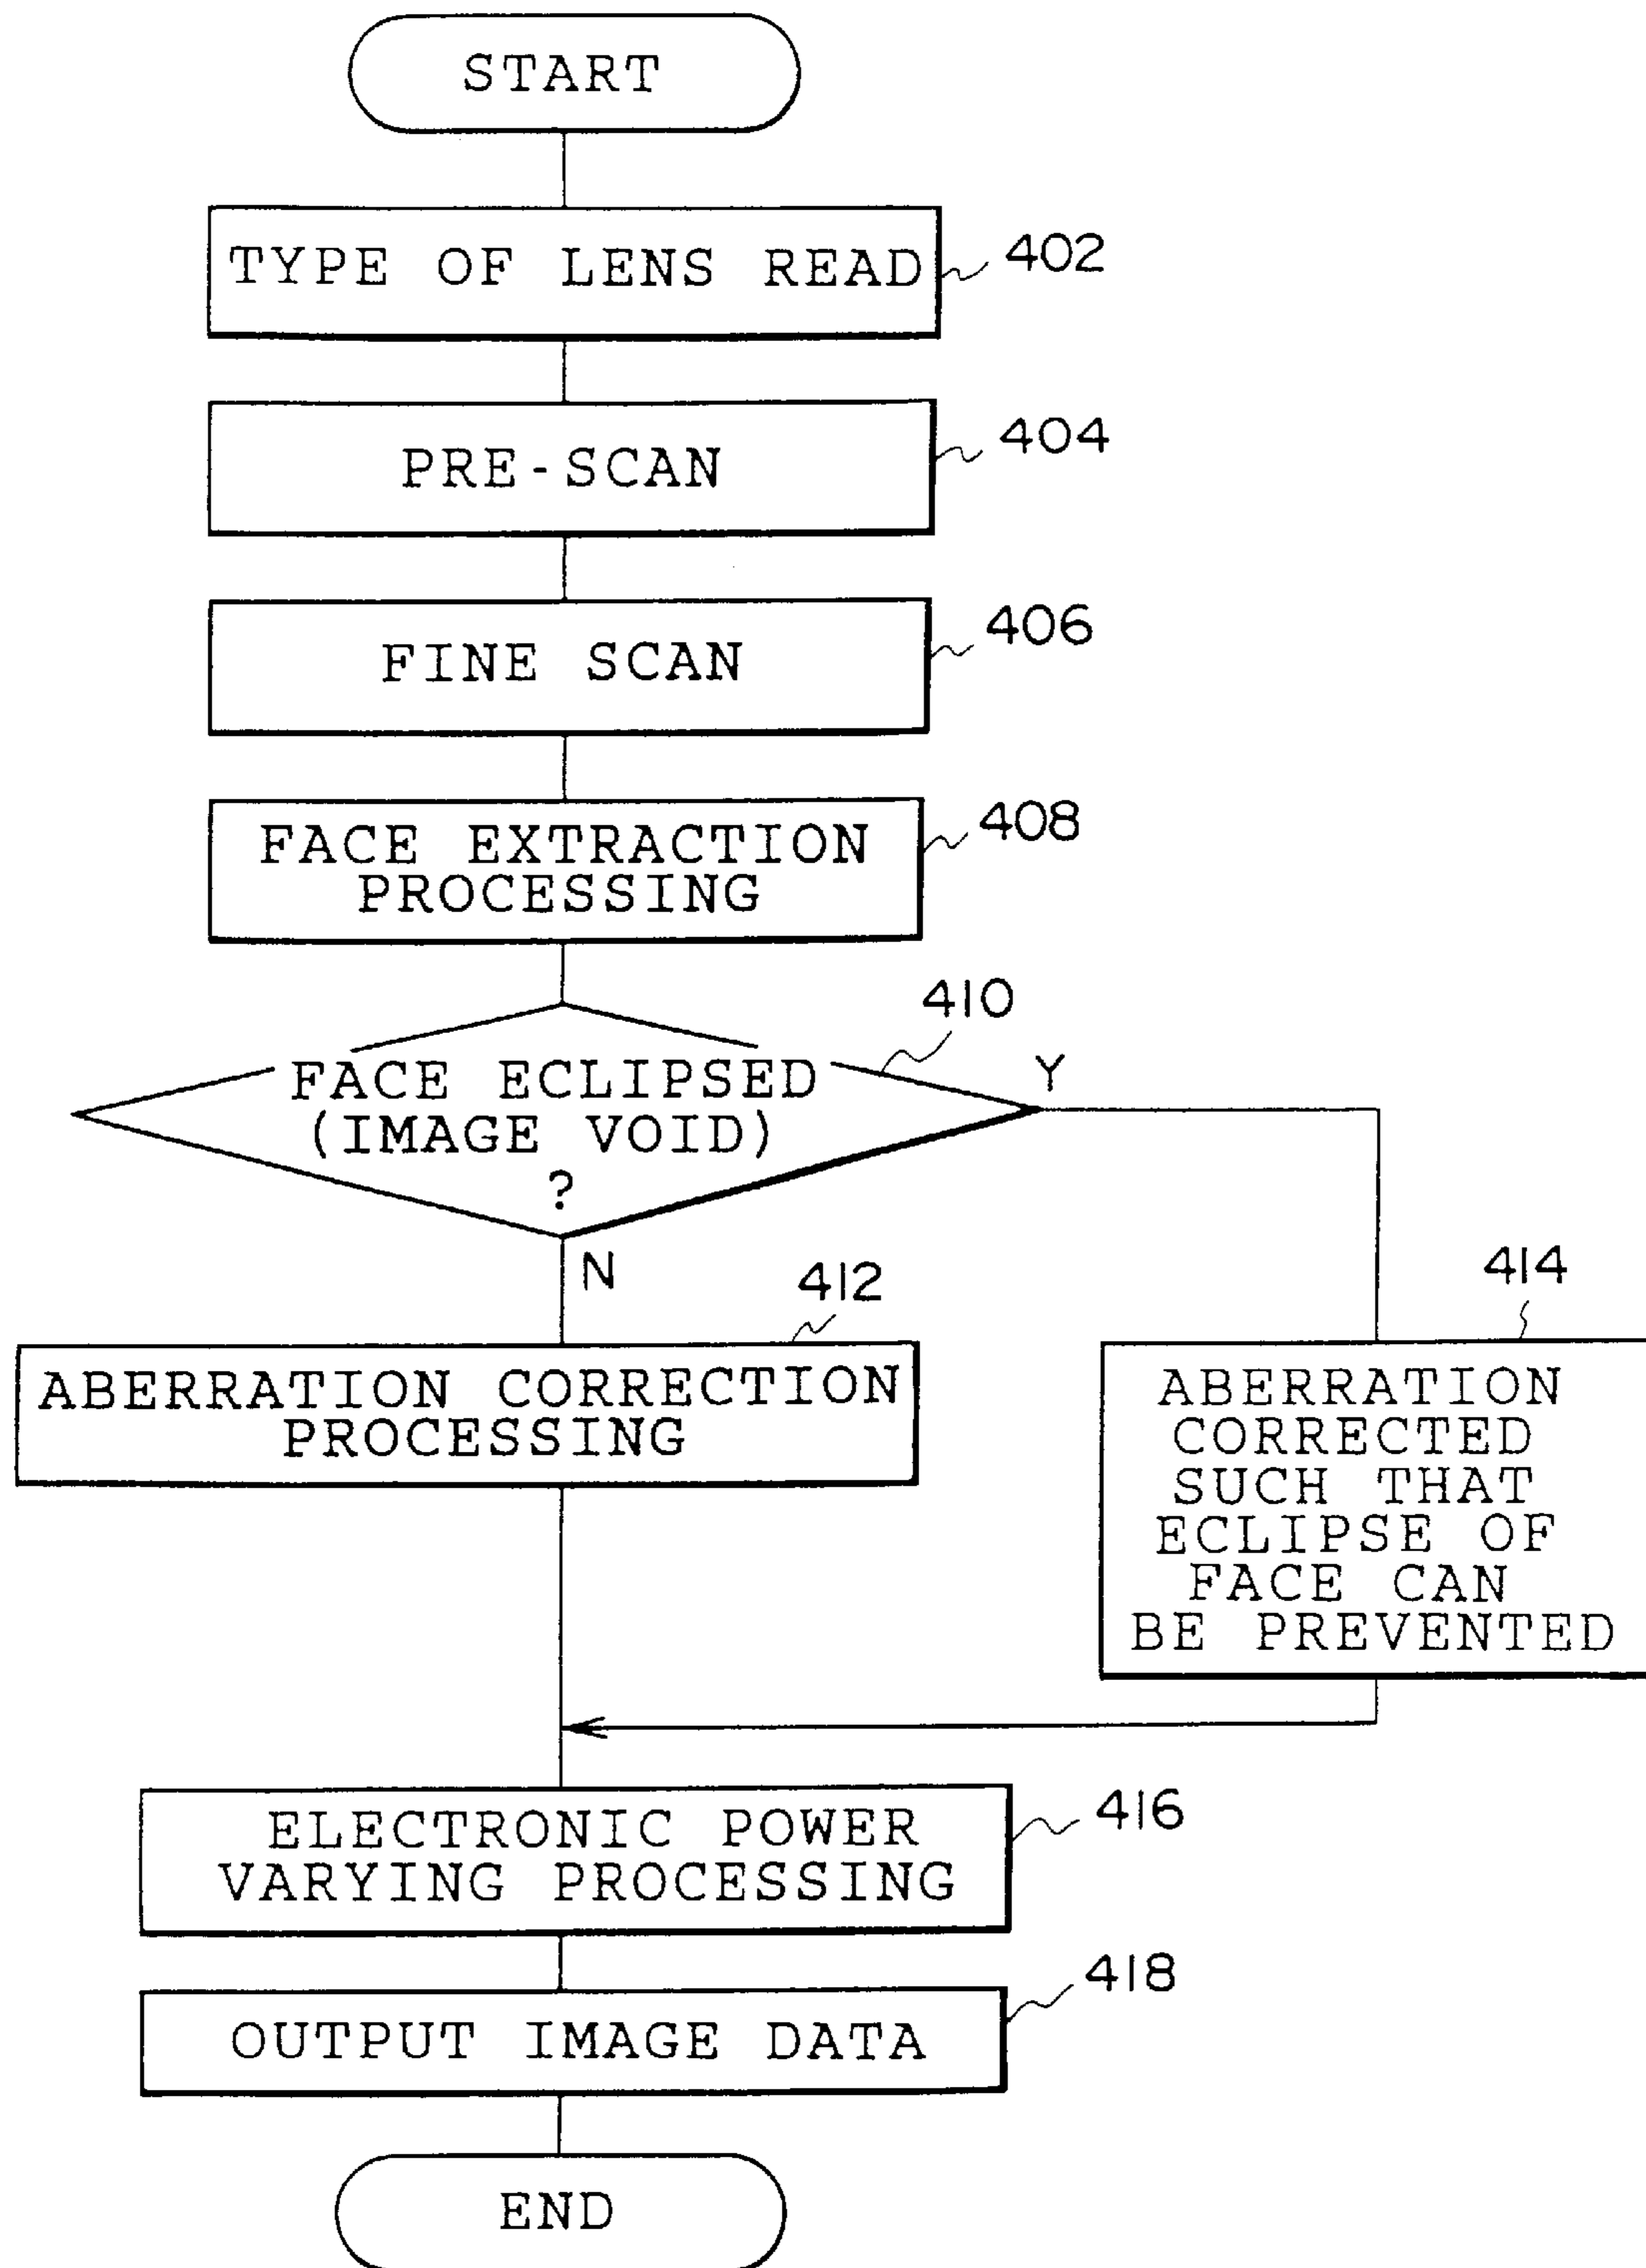 START
TYPE OF LENS READ
402
PRE-SCAN
404
FINE SCAN
406
FACE EXTRACTION
PROCESSING
408
FACE ECLIPSED
(IMAGE VOID)
?
410
Y
N
412
ABERRATION CORRECTION
PROCESSING
414
ABERRATION
CORRECTED
SUCH THAT
ECLIPSE OF
FACE CAN
BE PREVENTED
ELECTRONIC POWER
VARYING PROCESSING
416
OUTPUT IMAGE DATA
418
END